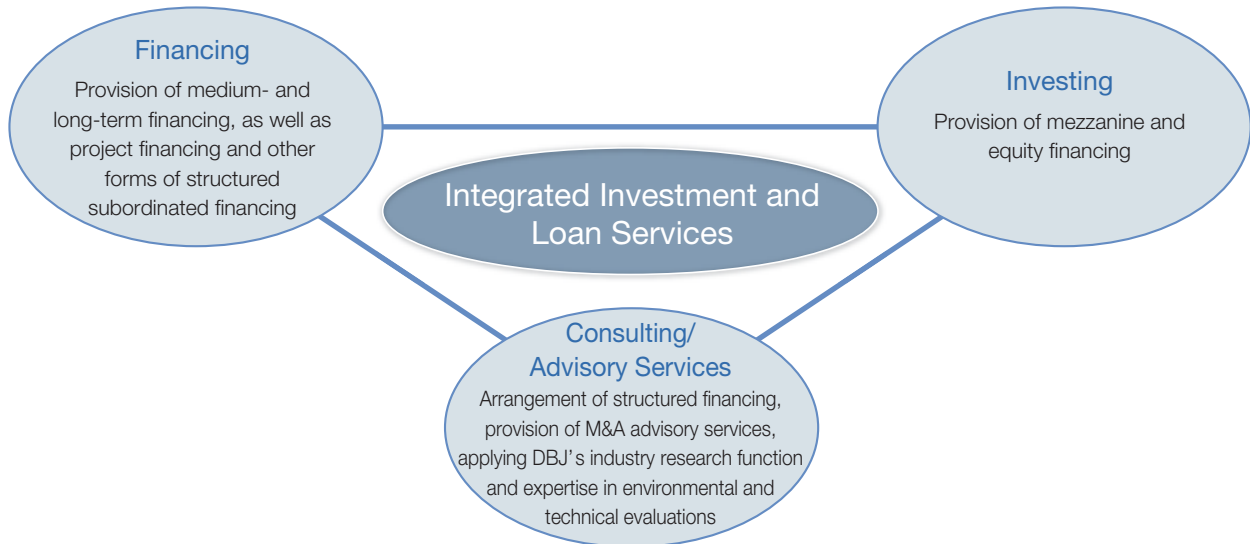 Financing
Provision of medium- and
long-term financing, as well as
project financing and other
forms of structured
subordinated financing
Investing
Provision of mezzanine and
equity financing
Integrated Investment and
Loan Services
Consulting/
Advisory Services
Arrangement of structured financing,
provision of M&A advisory services,
applying DBJ's industry research function
and expertise in environmental and
technical evaluations